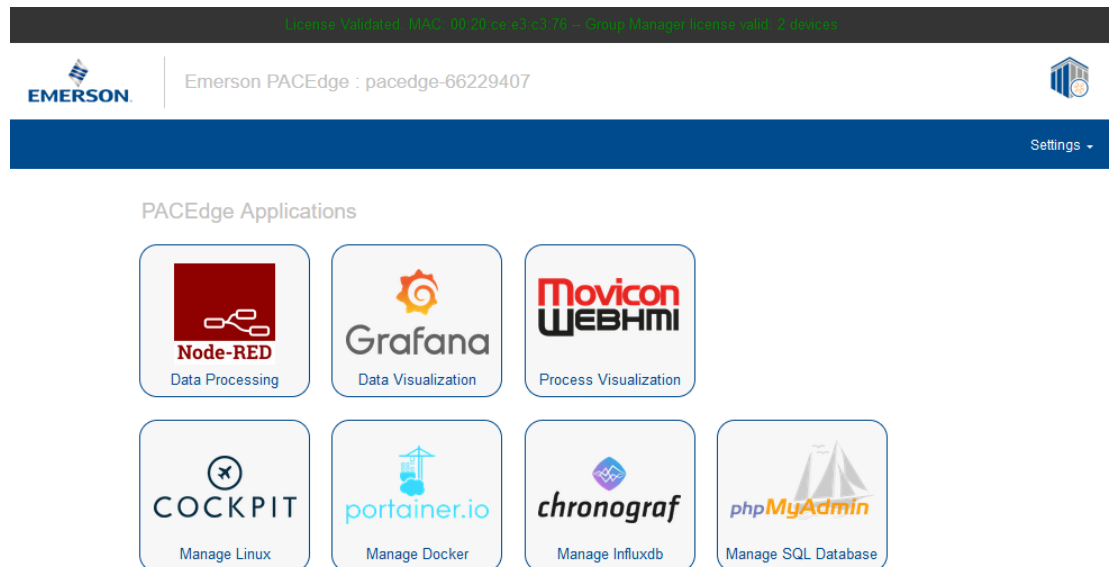 License Validated. MAC: 00:20:ce:e3:c3:76 -- Group Manager license valid: 2 devices
EMERSON.
Emerson PACEdge : pacedge-66229407
Settings
PACEdge Applications
Node-RED
Data Processing
Grafana
Data Visualization
Movicon
WEBHMI
Process Visualization
COCKPIT
Manage Linux
portainer.io
Manage Docker
chronograf
Manage Influxdb
phpMyAdmin
Manage SQL Database